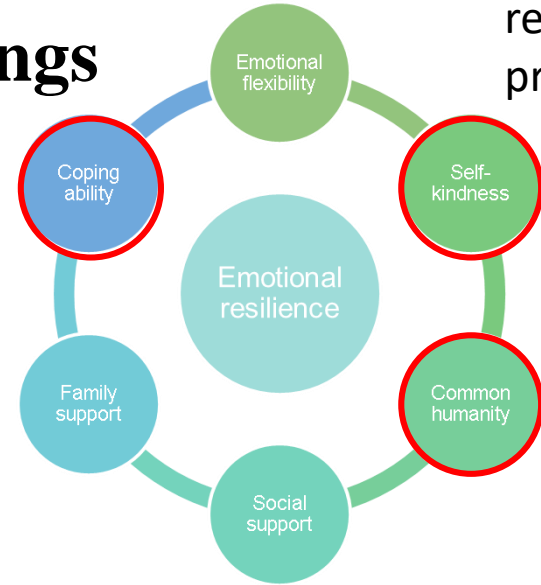 ngs
re
pr
Emotional
flexibility
Coping
ability
Self-
kindness
Emotional
resilience
Family
support
Common
humanity
Social
support